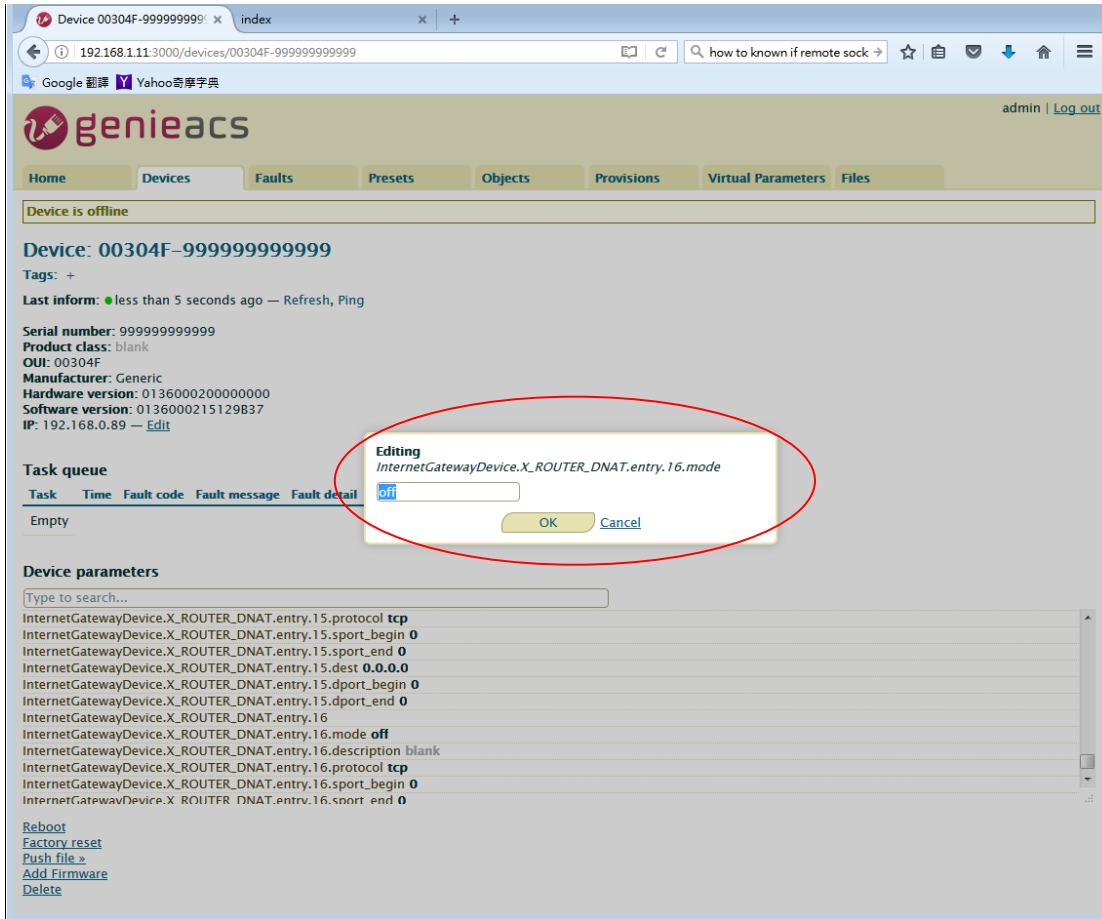 Device 00304F-999999999
index
192.168.1.11:3000/devices/00304F-999999999999
how to known if remote sock
Google 翻譯 Yahoo奇摩字典
genieacs
admin | Log out
Home Devices Faults Presets Objects Provisions Virtual Parameters Files
Device is offline
Device: 00304F-999999999999
Tags: +
Last inform: less than 5 seconds ago — Refresh, Ping
Serial number: 999999999999
Product class: blank
OUI: 00304F
Manufacturer: Generic
Hardware version: 0136000200000000
Software version: 0136000215129B37
IP: 192.168.0.89 — Edit
Editing
InternetGatewayDevice.X_ROUTER_DNAT.entry.16.mode
off
OK Cancel
Task queue
Task Time Fault code Fault message Fault detail
Empty
Device parameters
Type to search...
InternetGatewayDevice.X_ROUTER_DNAT.entry.15.protocol tcp
InternetGatewayDevice.X_ROUTER_DNAT.entry.15.sport_begin 0
InternetGatewayDevice.X_ROUTER_DNAT.entry.15.sport_end 0
InternetGatewayDevice.X_ROUTER_DNAT.entry.15.dest 0.0.0.0
InternetGatewayDevice.X_ROUTER_DNAT.entry.15.dport_begin 0
InternetGatewayDevice.X_ROUTER_DNAT.entry.15.dport_end 0
InternetGatewayDevice.X_ROUTER_DNAT.entry.16
InternetGatewayDevice.X_ROUTER_DNAT.entry.16.mode off
InternetGatewayDevice.X_ROUTER_DNAT.entry.16.description blank
InternetGatewayDevice.X_ROUTER_DNAT.entry.16.protocol tcp
InternetGatewayDevice.X_ROUTER_DNAT.entry.16.sport_begin 0
InternetGatewayDevice.X_ROUTER_DNAT.entry.16.sport_end 0
Reboot
Factory reset
Push file »
Add Firmware
Delete